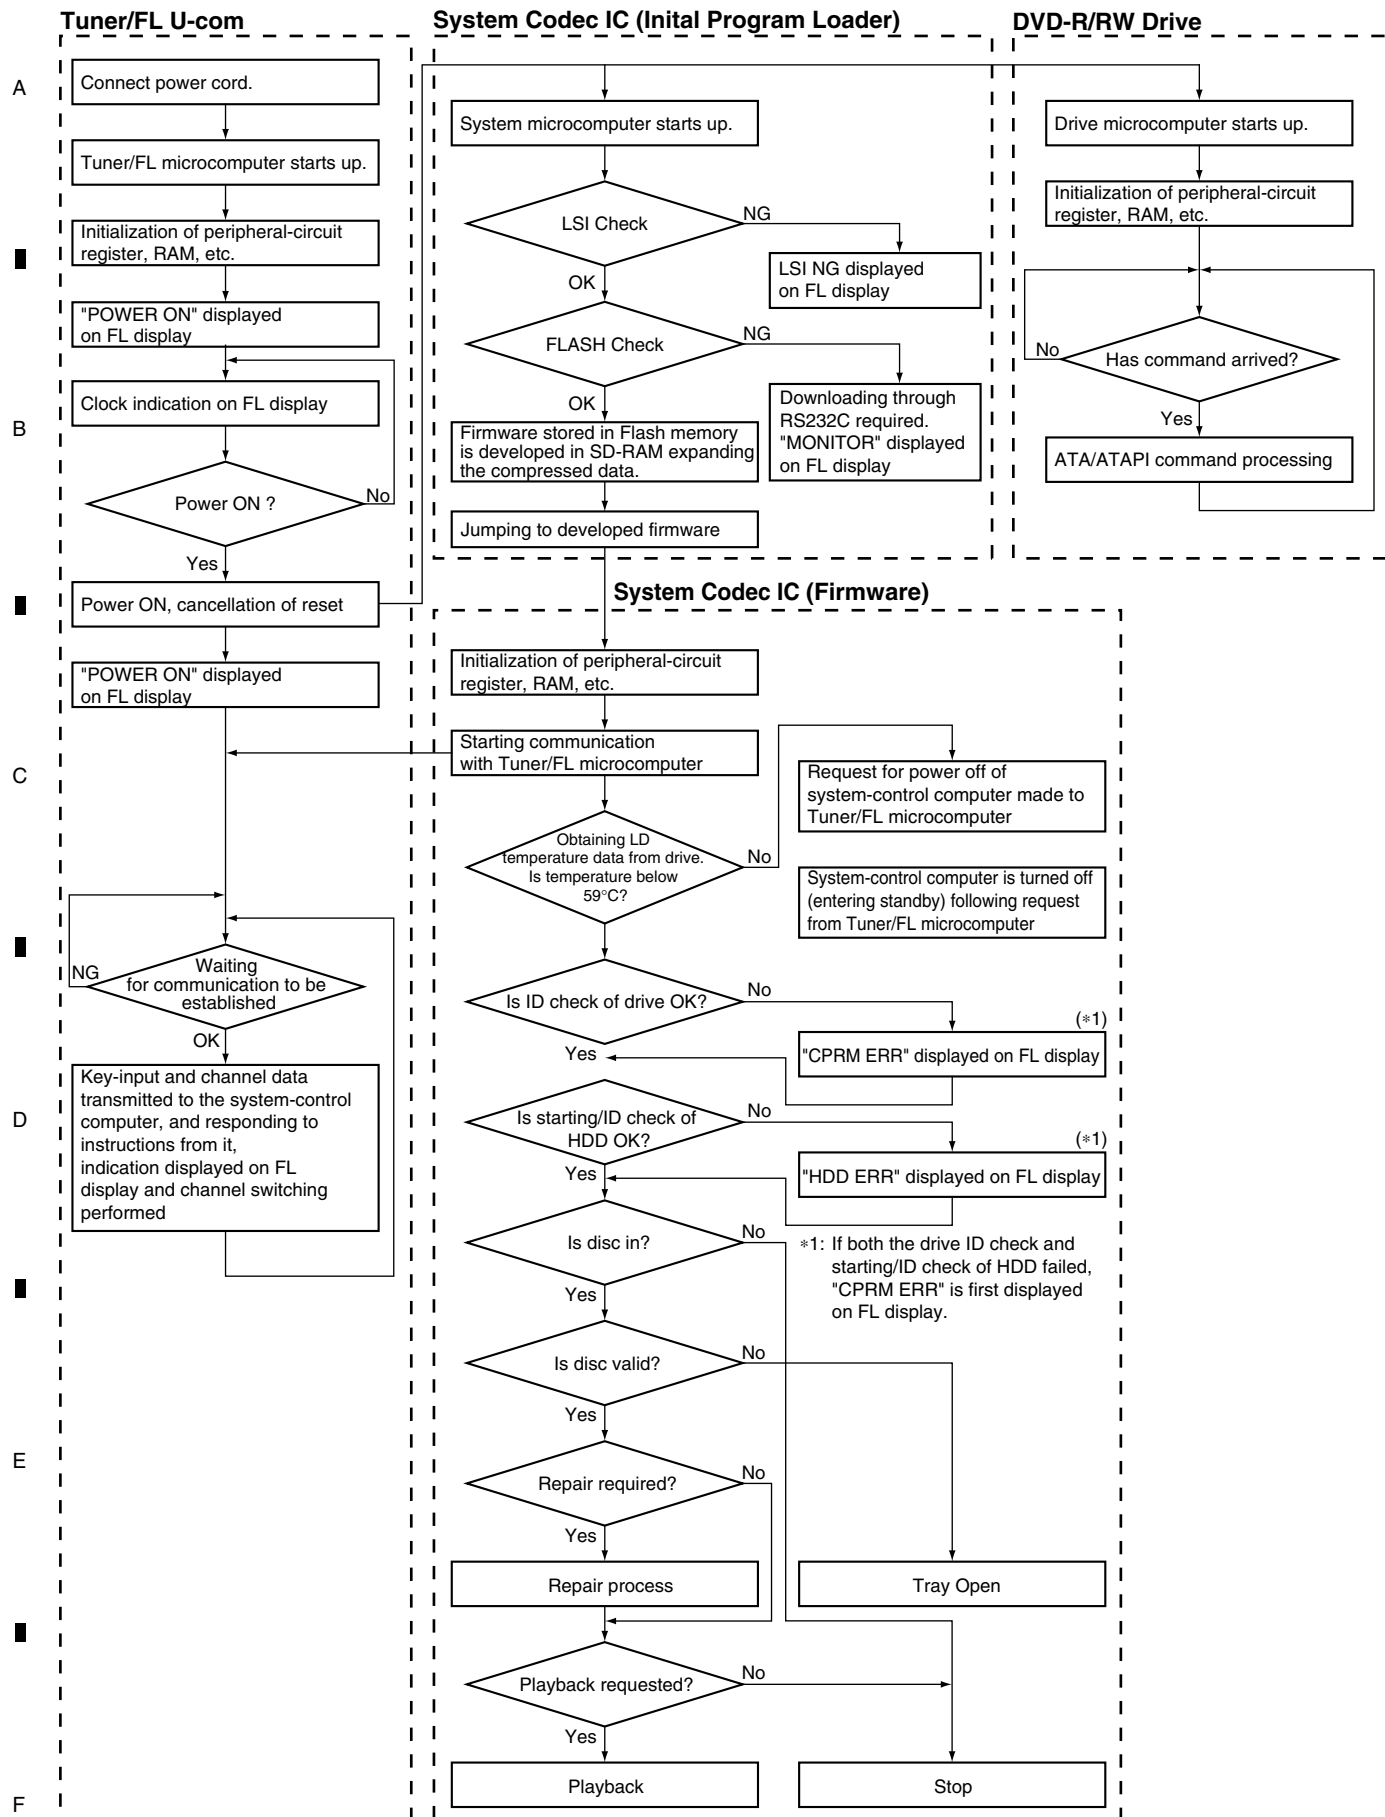 Tuner/FL U-com
System Codec IC (Inital Program Loader)
DVD-R/RW Drive
A
Connect power cord.
Tuner/FL microcomputer starts up.
Initialization of peripheral-circuit
register, RAM, etc.
"POWER ON" displayed
on FL display
B
Clock indication on FL display
Power ON ?
No
Yes
Power ON, cancellation of reset
"POWER ON" displayed
on FL display
C
NG
Waiting
for communication to be
established
OK
D
Key-input and channel data
transmitted to the system-control
computer, and responding to
instructions from it,
indication displayed on FL
display and channel switching
performed
E
F
System microcomputer starts up.
LSI Check
NG
LSI NG displayed
on FL display
OK
FLASH Check
NG
Downloading through
RS232C required.
"MONITOR" displayed
on FL display
OK
Firmware stored in Flash memory
is developed in SD-RAM expanding
the compressed data.
Jumping to developed firmware
Drive microcomputer starts up.
Initialization of peripheral-circuit
register, RAM, etc.
No
Has command arrived?
Yes
ATA/ATAPI command processing
System Codec IC (Firmware)
Initialization of peripheral-circuit
register, RAM, etc.
Starting communication
with Tuner/FL microcomputer
Request for power off of
system-control computer made to
Tuner/FL microcomputer
Obtaining LD
temperature data from drive.
Is temperature below
59°C?
No
System-control computer is turned off
(entering standby) following request
from Tuner/FL microcomputer
Is ID check of drive OK?
No
(*1)
"CPRM ERR" displayed on FL display
Yes
Is starting/ID check of
HDD OK?
No
(*1)
"HDD ERR" displayed on FL display
Yes
Is disc in?
No
*1: If both the drive ID check and
starting/ID check of HDD failed,
"CPRM ERR" is first displayed
on FL display.
Yes
Is disc valid?
No
Yes
Repair required?
No
Yes
Repair process
Tray Open
Playback requested?
No
Yes
Playback
Stop